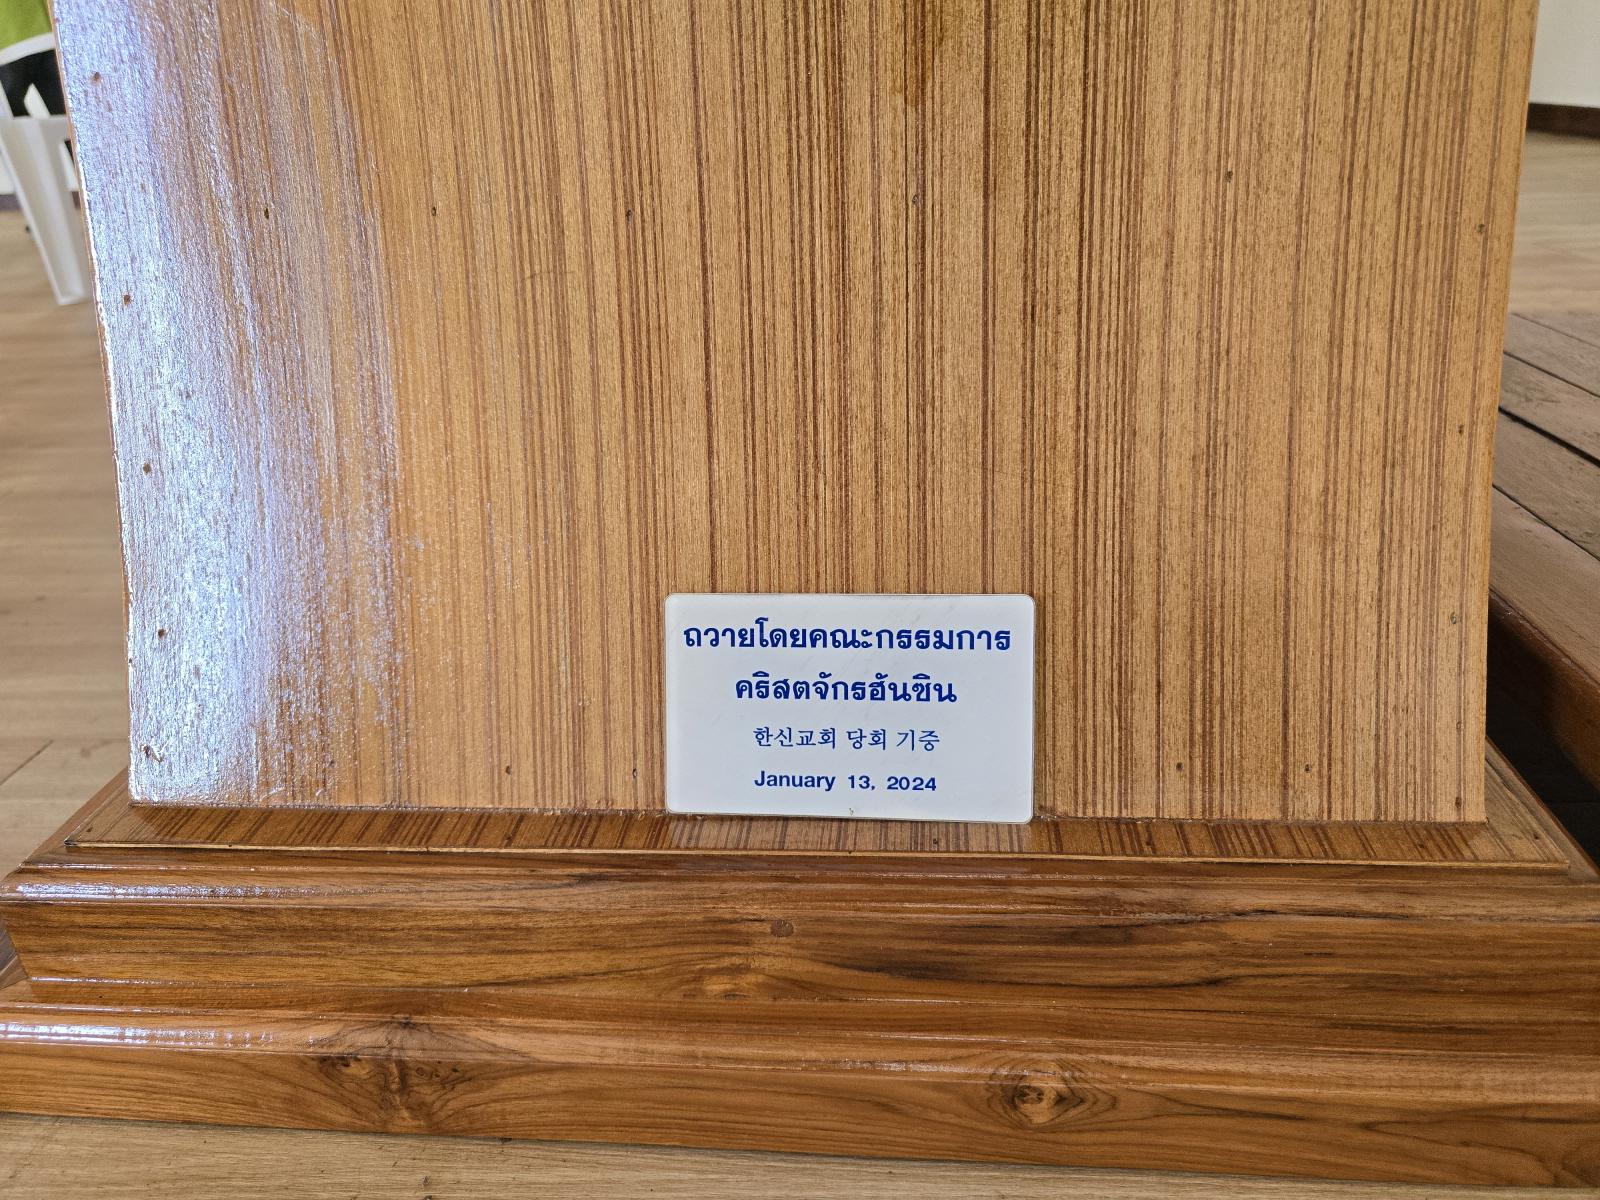 ถวายโดยคณะกรรมการ
คริสตจักรฮันซิน
한신교회 당회 기증
January 13, 2024